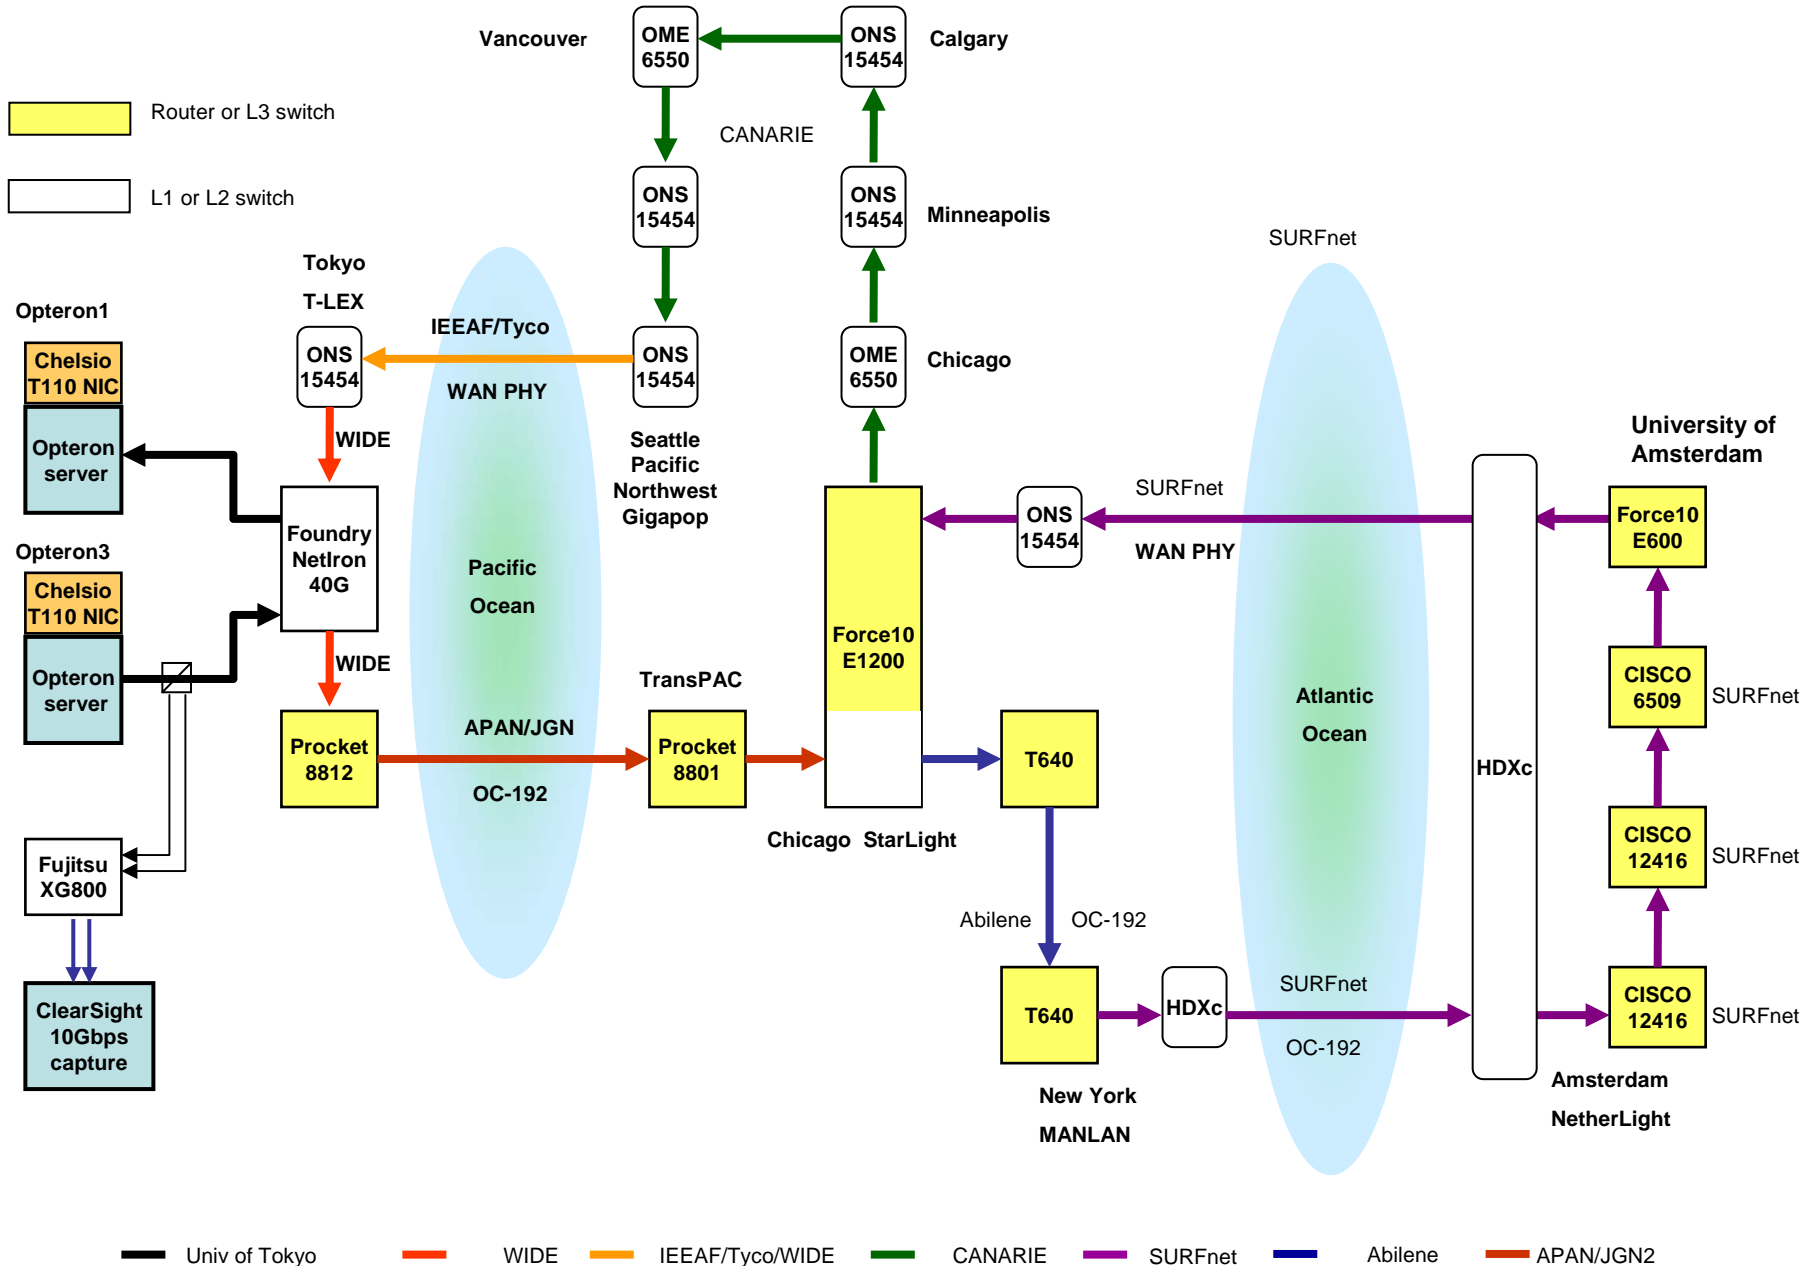 Vancouver
OME
6550
ONS
15454
Calgary
Router or L3 switch
CANARIE
L1 or L2 switch
ONS
15454
ONS
15454
Minneapolis
SURFnet
Tokyo
T-LEX
Opteron1
Chelsio
T110 NIC
Opteron
server
ONS
15454
IEEAF/Tyco
WAN PHY
ONS
15454
OME
6550
Chicago
WIDE
Seattle
Pacific
Northwest
Gigapop
University of
Amsterdam
SURFnet
WAN PHY
ONS
15454
Force10
E600
Foundry
NetIron
40G
Opteron3
Chelsio
T110 NIC
Opteron
server
Pacific
Ocean
Force10
E1200
WIDE
TransPAC
CISCO
6509
SURFnet
Atlantic
Ocean
HDXc
Procket
8812
APAN/JGN
OC-192
Procket
8801
T640
Chicago StarLight
CISCO
12416
SURFnet
Fujitsu
XG800
Abilene
OC-192
ClearSight
10Gbps
capture
T640
HDXc
SURFnet
OC-192
CISCO
12416
SURFnet
New York
MANLAN
Amsterdam
NetherLight
Univ of Tokyo
WIDE
IEEAF/Tyco/WIDE
CANARIE
SURFnet
Abilene
APAN/JGN2